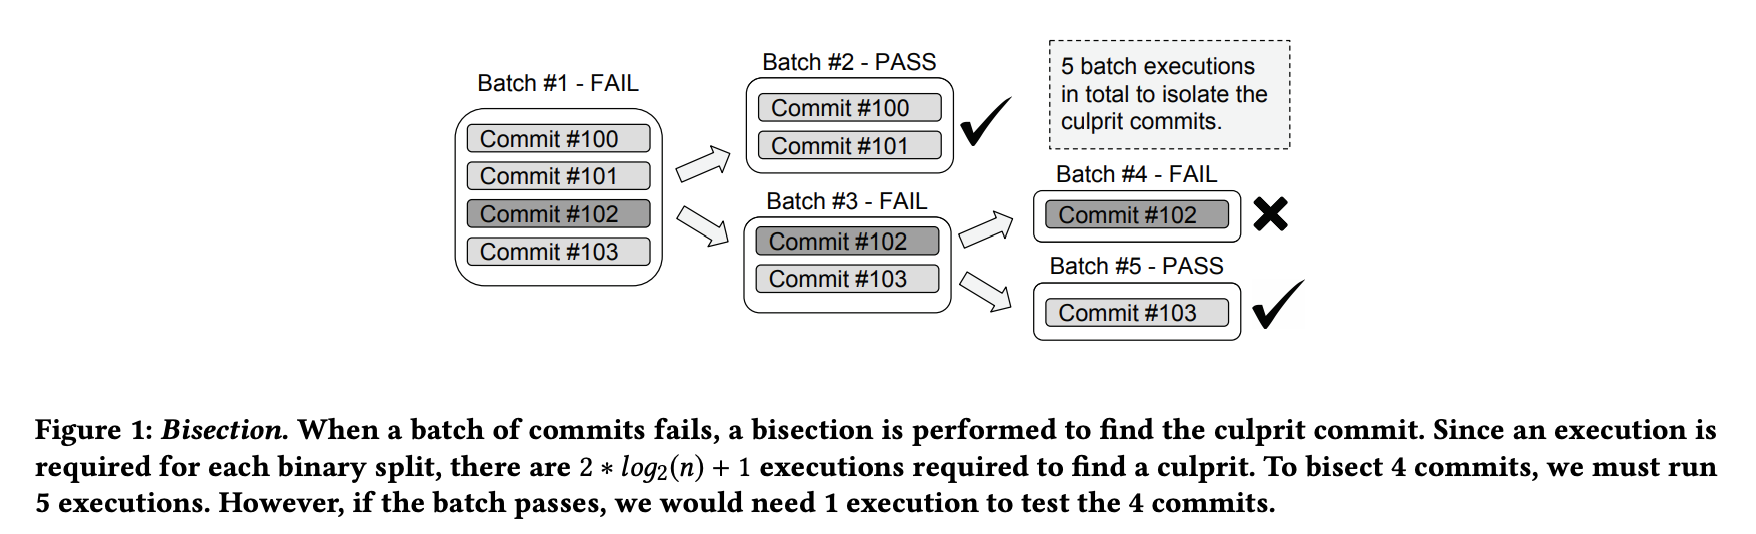 Batch #1 - FAIL
Commit #100
Commit #101
Commit #102
Commit #103
Batch #2 - PASS
Commit #100
Commit #101
Batch #3 - FAIL
Commit #102
Commit #103
5 batch executions
in total to isolate the
culprit commits.
Batch #4 - FAIL
Commit #102
Batch #5 - PASS
Commit #103
Figure 1: Bisection. When a batch of commits fails, a bisection is performed to find the culprit commit. Since an execution is
required for each binary split, there are 2 ∗ log₂(n) + 1 executions required to find a culprit. To bisect 4 commits, we must run
5 executions. However, if the batch passes, we would need 1 execution to test the 4 commits.